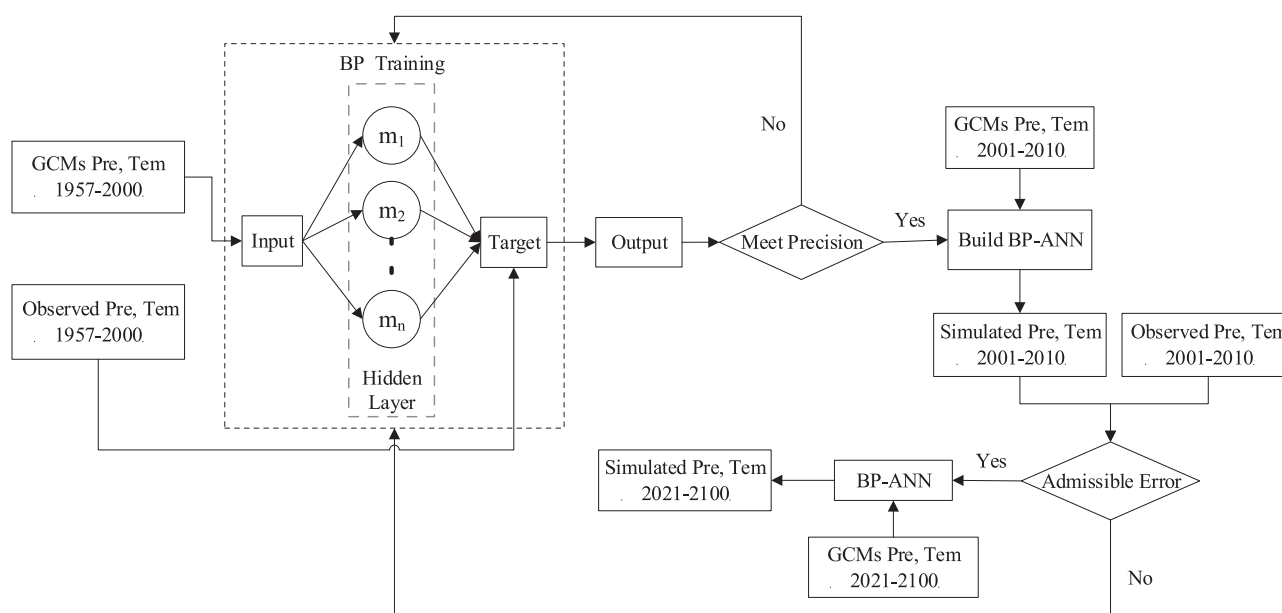 BP Training
GCMs Pre, Tem
1957-2000
Observed Pre, Tem
1957-2000
Input
m1
m2
mn
Hidden
Layer
Target
Output
Meet Precision
No
Yes
GCMs Pre, Tem
2001-2010
Build BP-ANN
Simulated Pre, Tem
2001-2010
Observed Pre, Tem
2001-2010
Admissible Error
Yes
No
BP-ANN
GCMs Pre, Tem
2021-2100
Simulated Pre, Tem
2021-2100